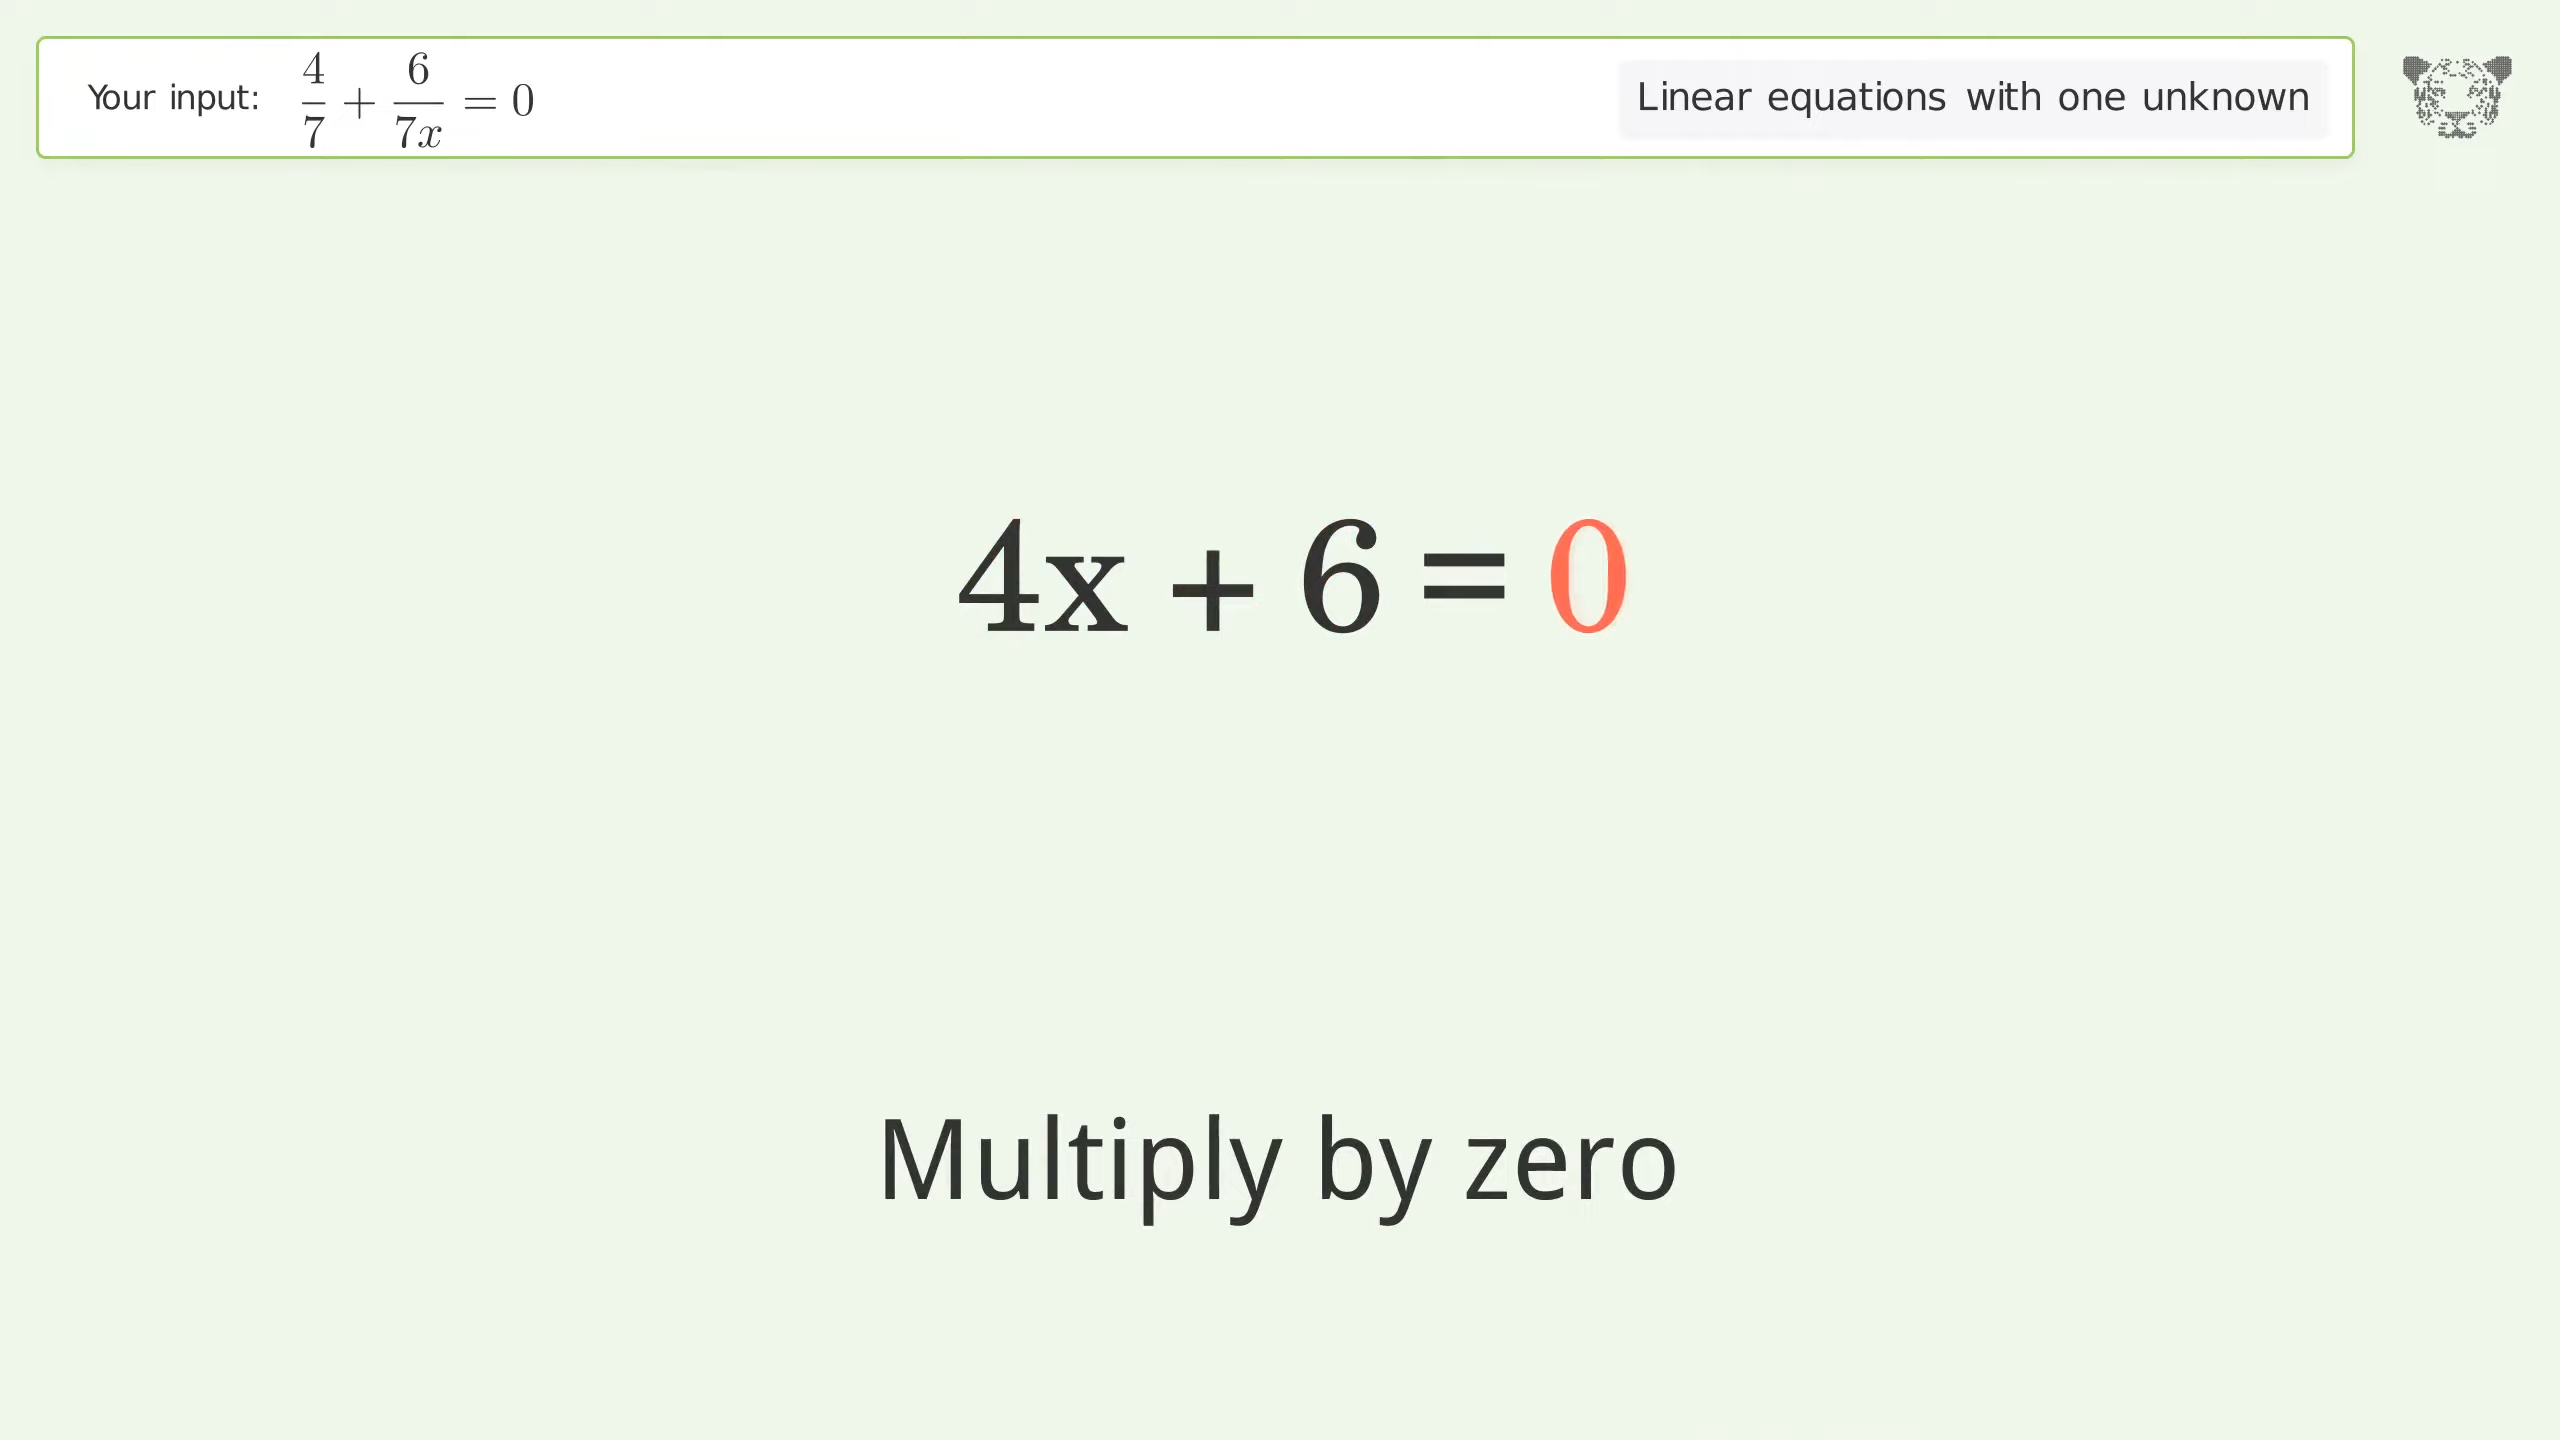 Your input: 4/7 + 6/7x = 0
Linear equations with one unknown
4x + 6 = 0
Multiply by zero